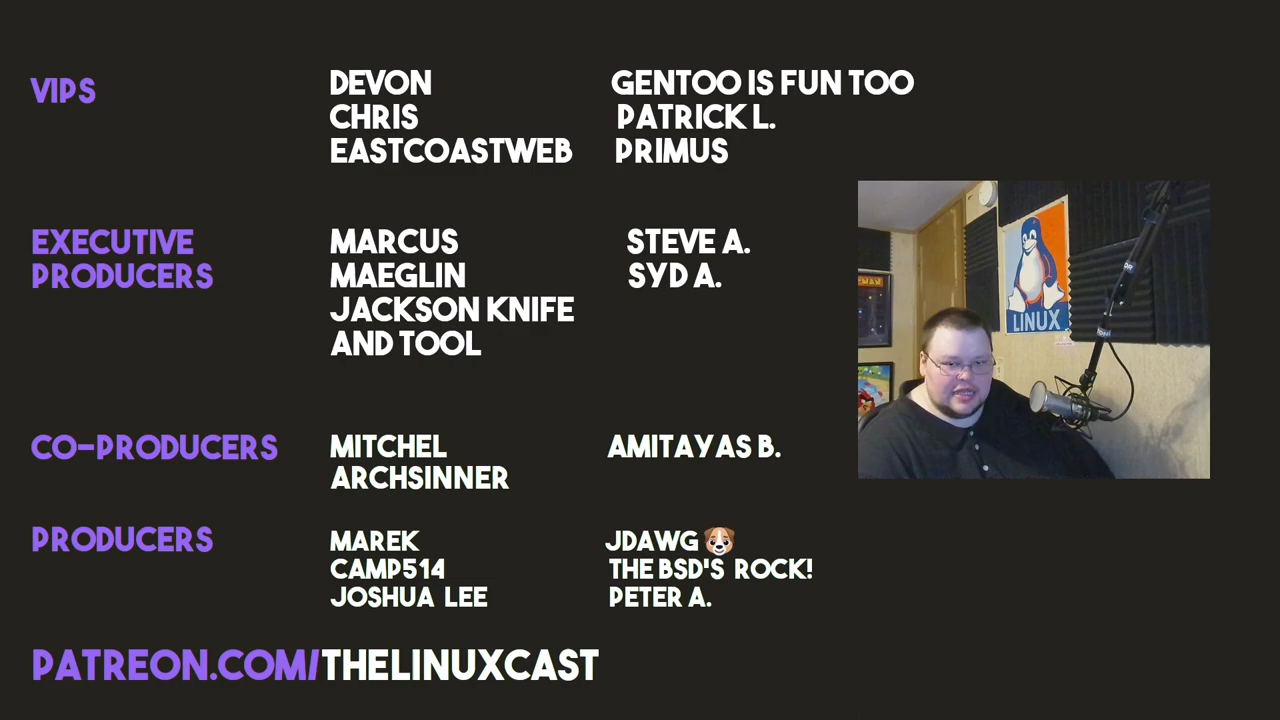 VIPS
DEVON
CHRIS
EASTCOASTWEB
GENTOO IS FUN TOO
PATRICK L.
PRIMUS
EXECUTIVE
PRODUCERS
MARCUS
MAEGLIN
JACKSON KNIFE
AND TOOL
STEVE A.
SYD A.
CO-PRODUCERS
MITCHEL
ARCHSINNER
AMITAYAS B.
PRODUCERS
MAREK
CAMP514
JOSHUA LEE
JDAWG🐶
THE BSD'S ROCK!
PETER A.
PATREON.COM/THELINUXCAST
LINUX